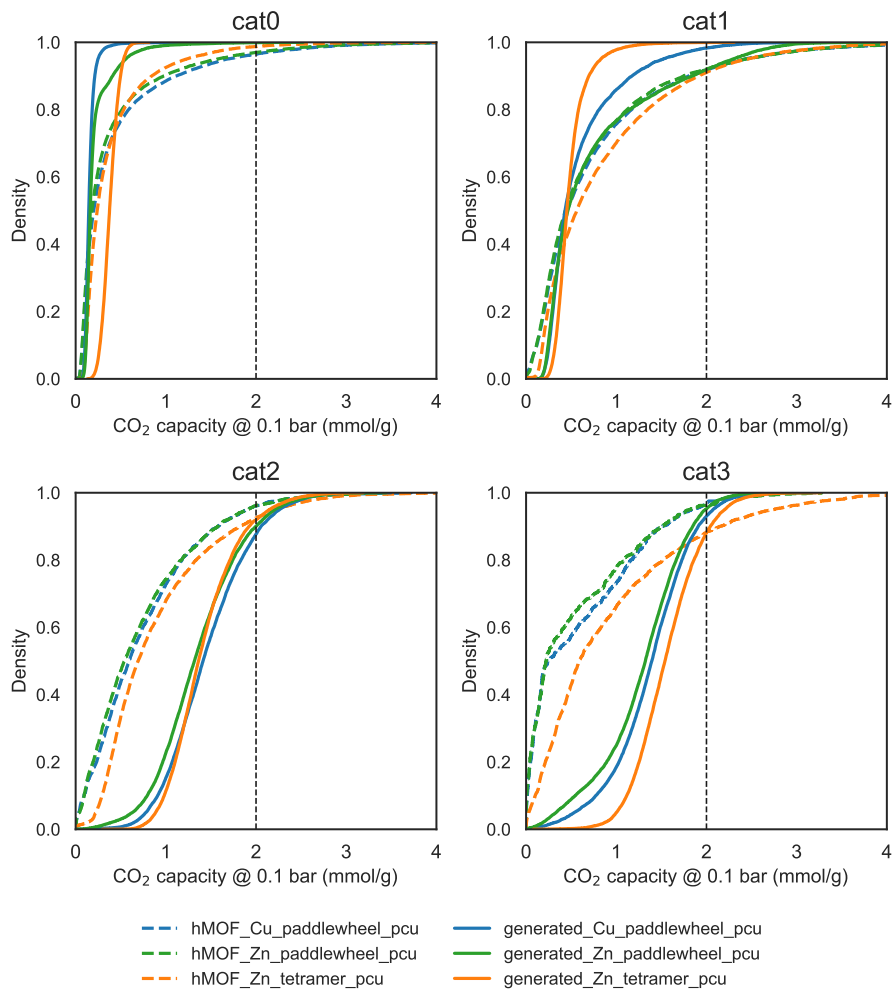 cat0
cat1
1.0
0.8
0.6
0.4
0.2
0.0
Density
0 1 2 3 4
CO₂ capacity @ 0.1 bar (mmol/g)
1.0
0.8
0.6
0.4
0.2
0.0
Density
0 1 2 3 4
CO₂ capacity @ 0.1 bar (mmol/g)
cat2
cat3
1.0
0.8
0.6
0.4
0.2
0.0
Density
0 1 2 3 4
CO₂ capacity @ 0.1 bar (mmol/g)
1.0
0.8
0.6
0.4
0.2
0.0
Density
0 1 2 3 4
CO₂ capacity @ 0.1 bar (mmol/g)
hMOF_Cu_paddlewheel_pcu
hMOF_Zn_paddlewheel_pcu
hMOF_Zn_tetramer_pcu
generated_Cu_paddlewheel_pcu
generated_Zn_paddlewheel_pcu
generated_Zn_tetramer_pcu